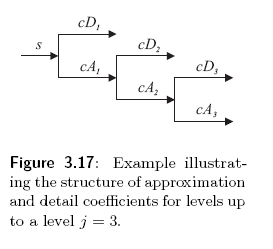 s
cD1
cA1
cD2
cA2
cD3
cA3
Figure 3.17: Example illustrat-
ing the structure of approximation
and detail coefficients for levels up
to a level j = 3.